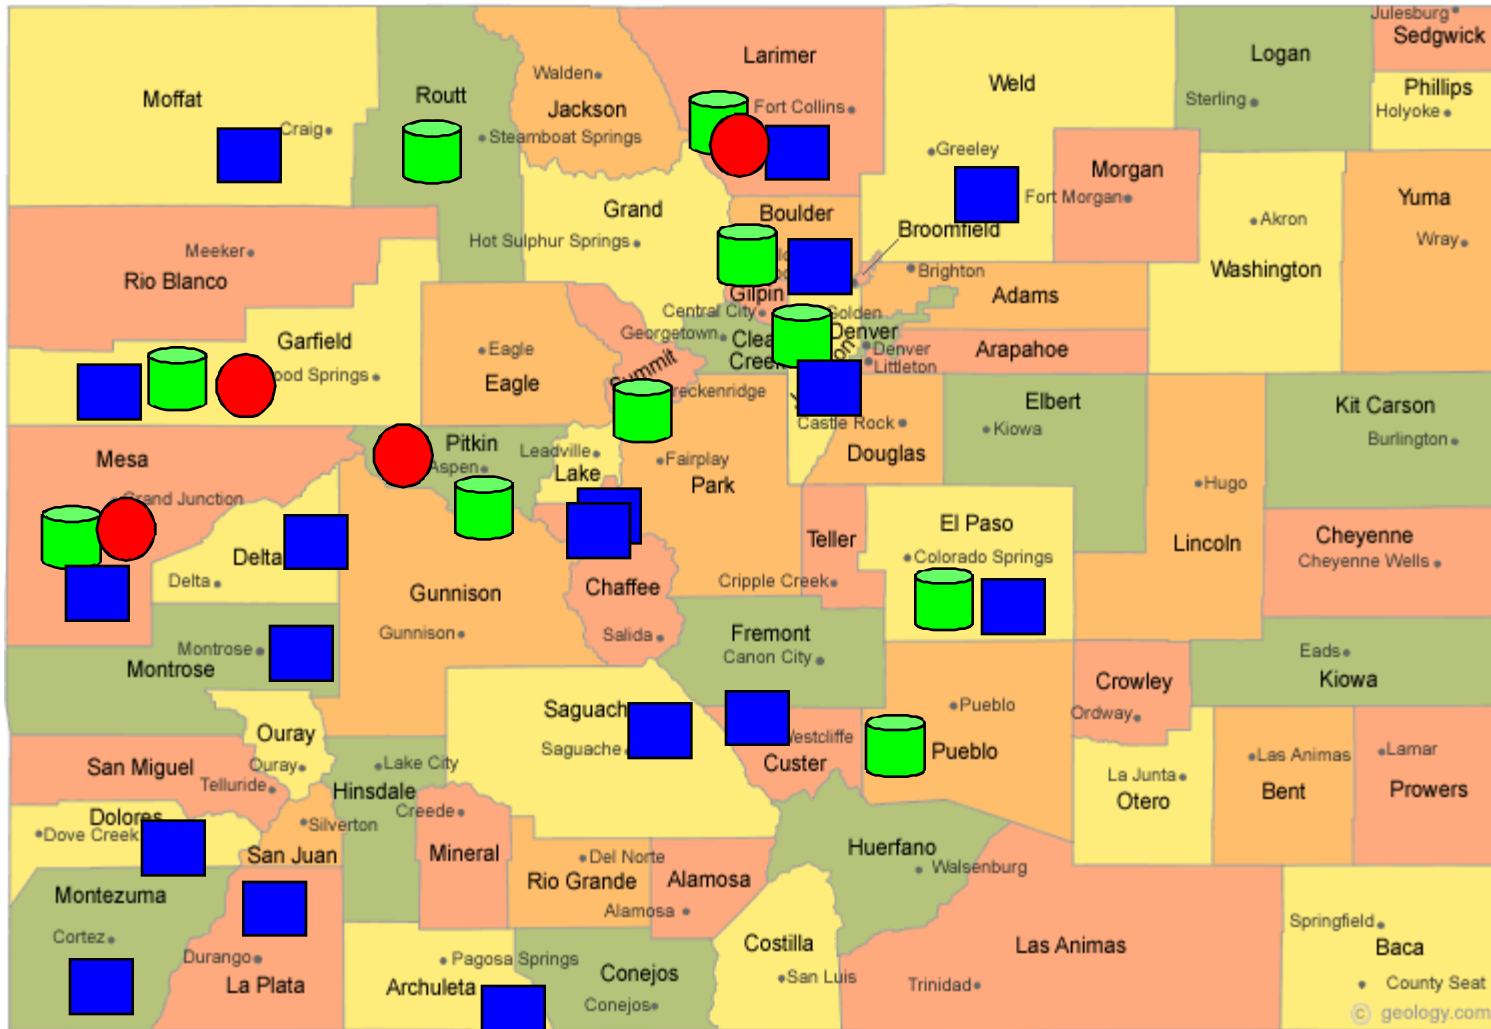 Julesburg
Sedgwick
Larimer
Logan
Walden
Weld
Phillips
Moffat
Routt
Jackson
Fort Collins
Sterling
Holyoke
Craig
Steamboat Springs
Greeley
Morgan
Fort Morgan
Yuma
Grand
Boulder
Akron
Hot Sulphur Springs
Broomfield
Wray
Meeker
Rio Blanco
Brighton
Washington
Gilpin
Adams
Central City
Golden
Garfield
Georgetown
Denver
Eagle
Denver
Arapahoe
Creek
Littleton
Eagle
Summit
Elbert
Kit Carson
Castle Rock
Kiowa
Burlington
Pitkin
Leadville
Mesa
Aspen
Lake
Fairplay
Douglas
Park
Hugo
Grand Junction
El Paso
Teller
Lincoln
Cheyenne
Delta
Colorado Springs
Cheyenne Wells
Delta
Cripple Creek
Gunnison
Chaffee
Gunnison
Salida
Fremont
Montrose
Canon City
Eads
Montrose
Kiowa
Crowley
Saguach
Pueblo
Ordway
Ouray
Saguache
Westcliffe
Pueblo
Las Animas
Lamar
San Miguel
Ouray
Lake City
Custer
La Junta
Telluride
Hinsdale
Bent
Prowers
Otero
Dolores
Creede
Dove Creek
Silverton
San Juan
Mineral
Del Norte
Huerfano
Walsenburg
Rio Grande
Alamosa
Montezuma
Alamosa
Springfield
Cortez
Costilla
Las Animas
Baca
Durango
Pagosa Springs
Conejos
San Luis
La Plata
Archuleta
Trinidad
County Seat
Conejos
© geology.com